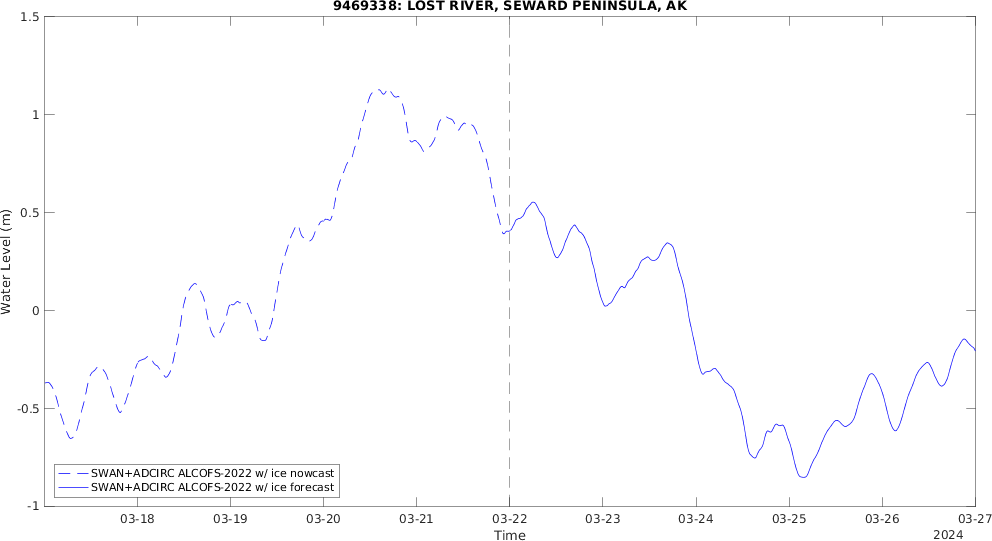 9469338: LOST RIVER, SEWARD PENINSULA, AK
1.5
1
0.5
0
-0.5
-1
Water Level (m)
SWAN+ADCIRC ALCOFS-2022 w/ ice nowcast
SWAN+ADCIRC ALCOFS-2022 w/ ice forecast
03-18 03-19 03-20 03-21 03-22 03-23 03-24 03-25 03-26 03-27
Time
2024